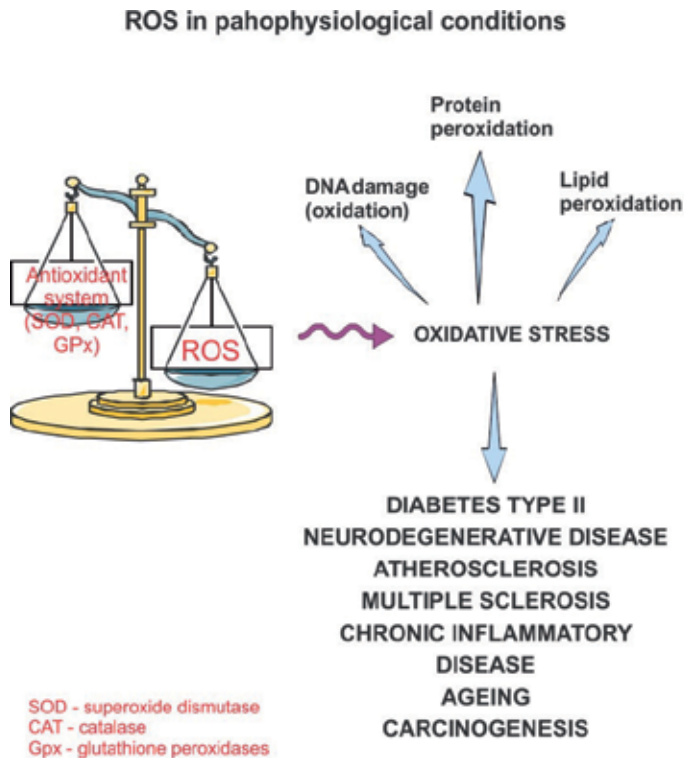 ROS in pahophysiological conditions
Protein
peroxidation
DNA damage
(oxidation)
Lipid
peroxidation
Antioxidant
system
(SOD, CAT,
GPx)
ROS
OXIDATIVE STRESS
DIABETES TYPE II
NEURODEGENERATIVE DISEASE
ATHEROSCLEROSIS
MULTIPLE SCLEROSIS
CHRONIC INFLAMMATORY
DISEASE
AGEING
CARCINOGENESIS
SOD - superoxide dismutase
CAT - catalase
Gpx - glutathione peroxidases